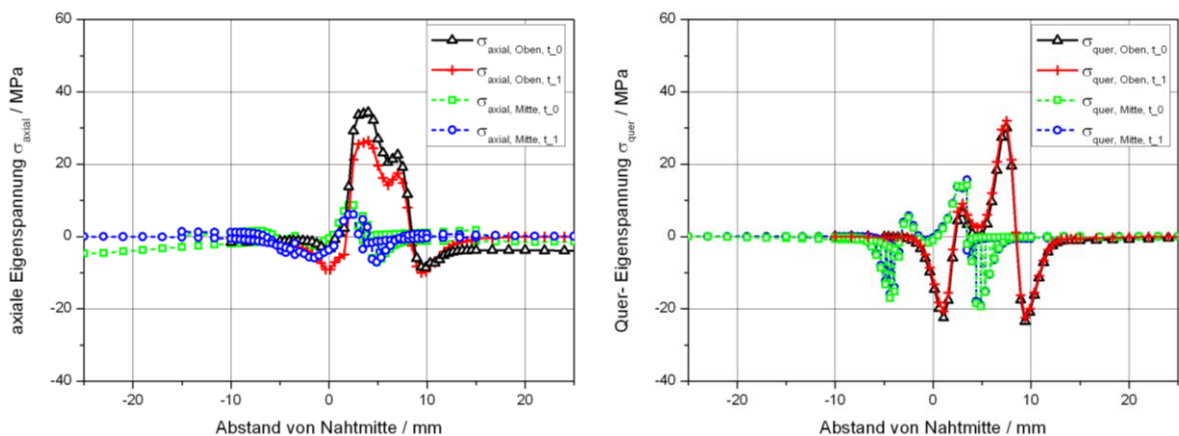 60
40
20
0
-20
-40
axiale Eigenspannung σaxial / MPa
σaxial, Oben, t_0
σaxial, Oben, t_1
σaxial, Mitte, t_0
σaxial, Mitte, t_1
-20
-10
0
10
20
Abstand von Nahtmitte / mm
60
40
20
0
-20
-40
Quer- Eigenspannung σquer / MPa
σquer, Oben, t_0
σquer, Oben, t_1
σquer, Mitte, t_0
σquer, Mitte, t_1
-20
-10
0
10
20
Abstand von Nahtmitte / mm